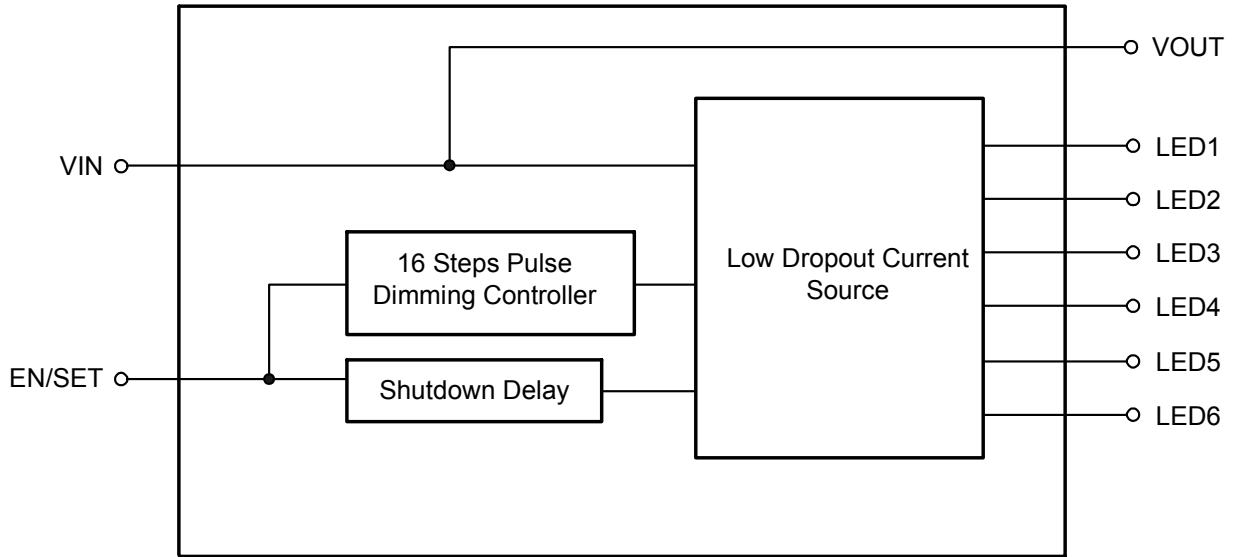 VOUT
VIN
LED1
LED2
16 Steps Pulse
Dimming Controller
Low Dropout Current
Source
LED3
LED4
EN/SET
Shutdown Delay
LED5
LED6